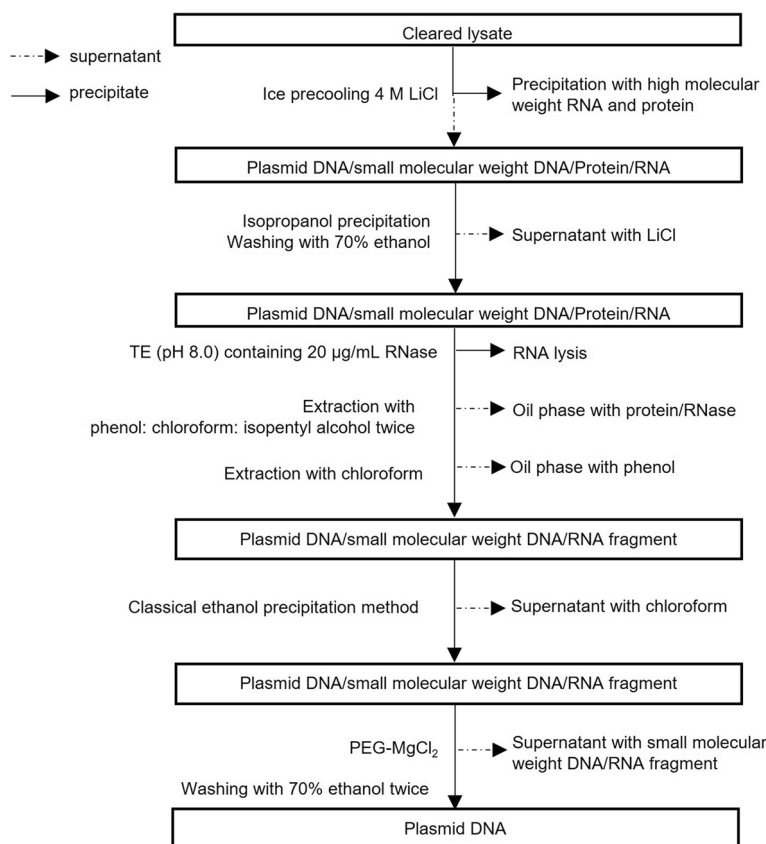 Cleared lysate
supernatant
precipitate
Ice precooling 4 M LiCl
Precipitation with high molecular
weight RNA and protein
Plasmid DNA/small molecular weight DNA/Protein/RNA
Isopropanol precipitation
Washing with 70% ethanol
Supernatant with LiCl
Plasmid DNA/small molecular weight DNA/Protein/RNA
TE (pH 8.0) containing 20 μg/mL RNase
RNA lysis
Extraction with
phenol: chloroform: isopentyl alcohol twice
Oil phase with protein/RNase
Extraction with chloroform
Oil phase with phenol
Plasmid DNA/small molecular weight DNA/RNA fragment
Classical ethanol precipitation method
Supernatant with chloroform
Plasmid DNA/small molecular weight DNA/RNA fragment
PEG-MgCl₂
Supernatant with small molecular
weight DNA/RNA fragment
Washing with 70% ethanol twice
Plasmid DNA